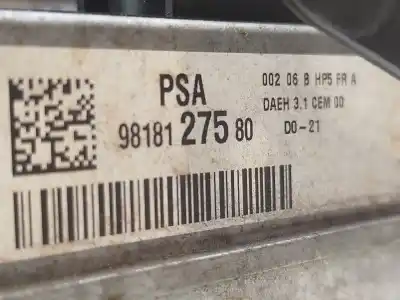 PSA
98181 275 80
002 06 B HP5 FR A
DAEH 3.1 CEM 00
D0-21